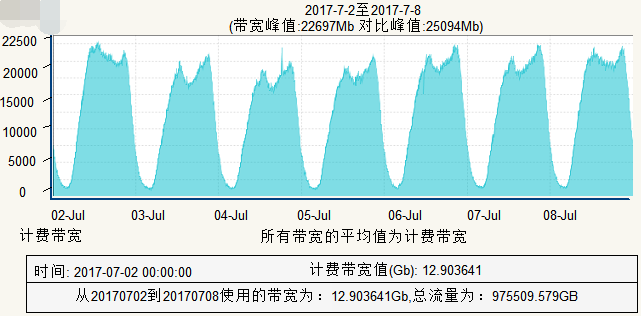 2017-7-2至2017-7-8
(带宽峰值:22697Mb 对比峰值:25094Mb)
22500
20000
15000
10000
5000
0
02-Jul 03-Jul 04-Jul 05-Jul 06-Jul 07-Jul 08-Jul
计费带宽 所有带宽的平均值为计费带宽
时间: 2017-07-02 00:00:00 计费带宽值(Gb): 12.903641
从20170702到20170708使用的带宽为：12.903641Gb,总流量为：975509.579GB